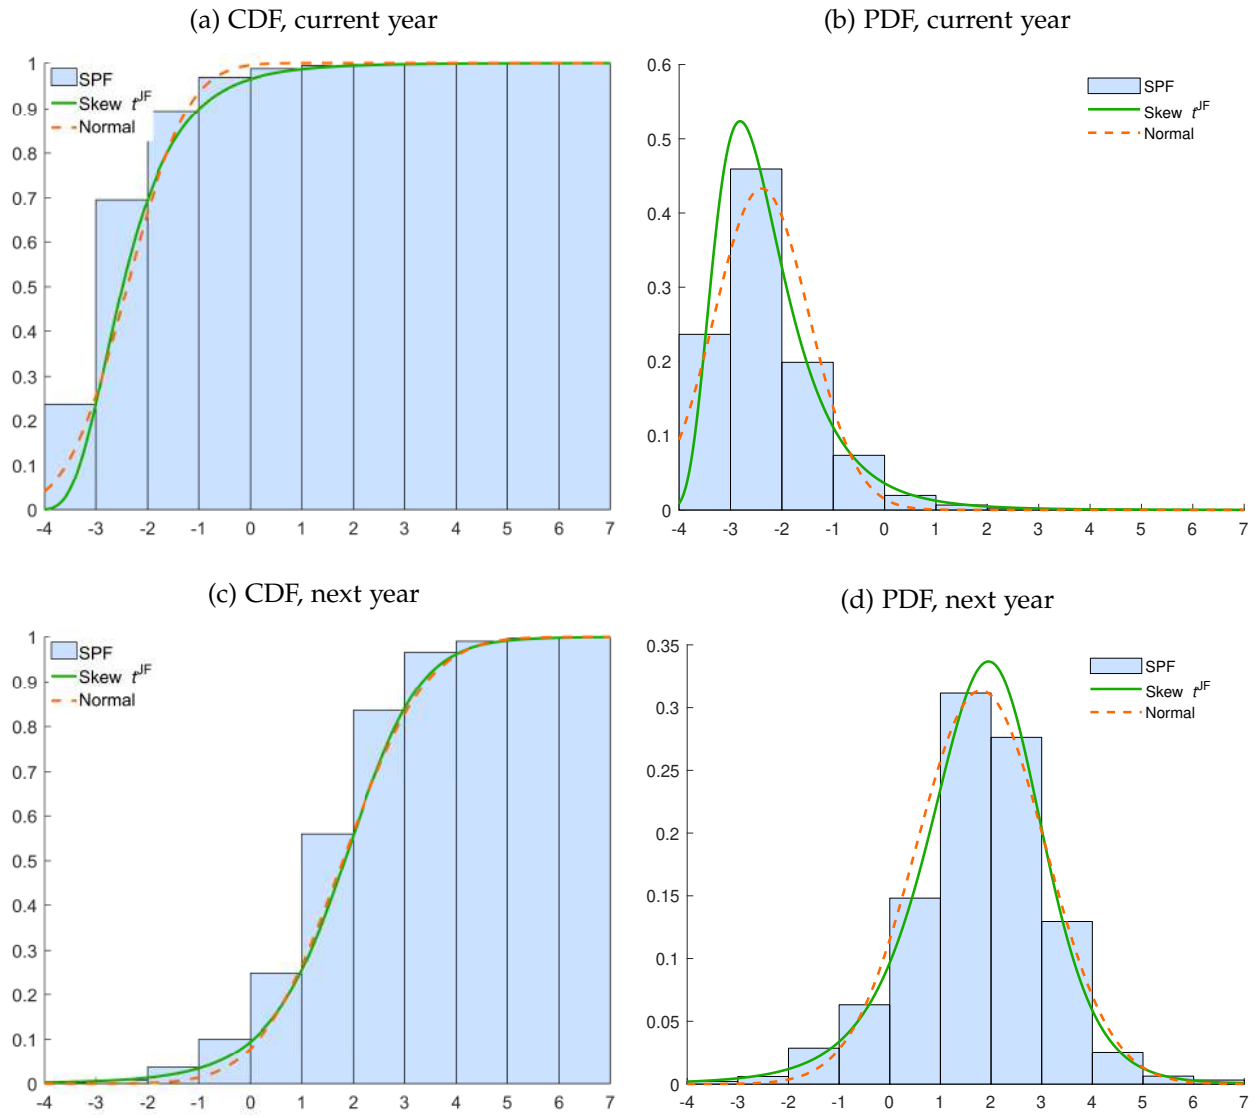 (a) CDF, current year
1
0.9
0.8
0.7
0.6
0.5
0.4
0.3
0.2
0.1
0
SPF
Skew t^JF
Normal
-4 -3 -2 -1 0 1 2 3 4 5 6 7
(b) PDF, current year
0.6
0.5
0.4
0.3
0.2
0.1
0
SPF
Skew t^JF
Normal
-4 -3 -2 -1 0 1 2 3 4 5 6 7
(c) CDF, next year
1
0.9
0.8
0.7
0.6
0.5
0.4
0.3
0.2
0.1
0
SPF
Skew t^JF
Normal
-4 -3 -2 -1 0 1 2 3 4 5 6 7
(d) PDF, next year
0.35
0.3
0.25
0.2
0.15
0.1
0.05
0
SPF
Skew t^JF
Normal
-4 -3 -2 -1 0 1 2 3 4 5 6 7